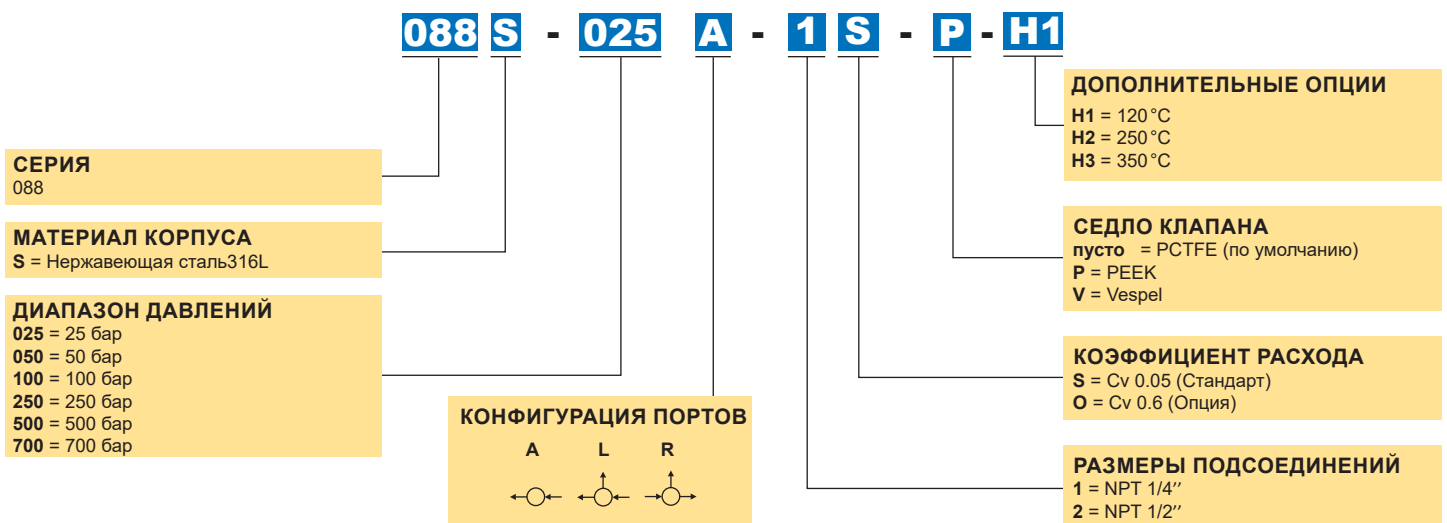 088 S - 025 A - 1 S - P - H1
СЕРИЯ
088
МАТЕРИАЛ КОРПУСА
S = Нержавеющая сталь316L
ДИАПАЗОН ДАВЛЕНИЙ
025 = 25 бар
050 = 50 бар
100 = 100 бар
250 = 250 бар
500 = 500 бар
700 = 700 бар
КОНФИГУРАЦИЯ ПОРТОВ
A L R
ДОПОЛНИТЕЛЬНЫЕ ОПЦИИ
H1 = 120 °C
H2 = 250 °C
H3 = 350 °C
СЕДЛО КЛАПАНА
пусто = PCTFE (по умолчанию)
P = PEEK
V = Vespel
КОЭФФИЦИЕНТ РАСХОДА
S = Cv 0.05 (Стандарт)
O = Cv 0.6 (Опция)
РАЗМЕРЫ ПОДСОЕДИНЕНИЙ
1 = NPT 1/4′′
2 = NPT 1/2′′